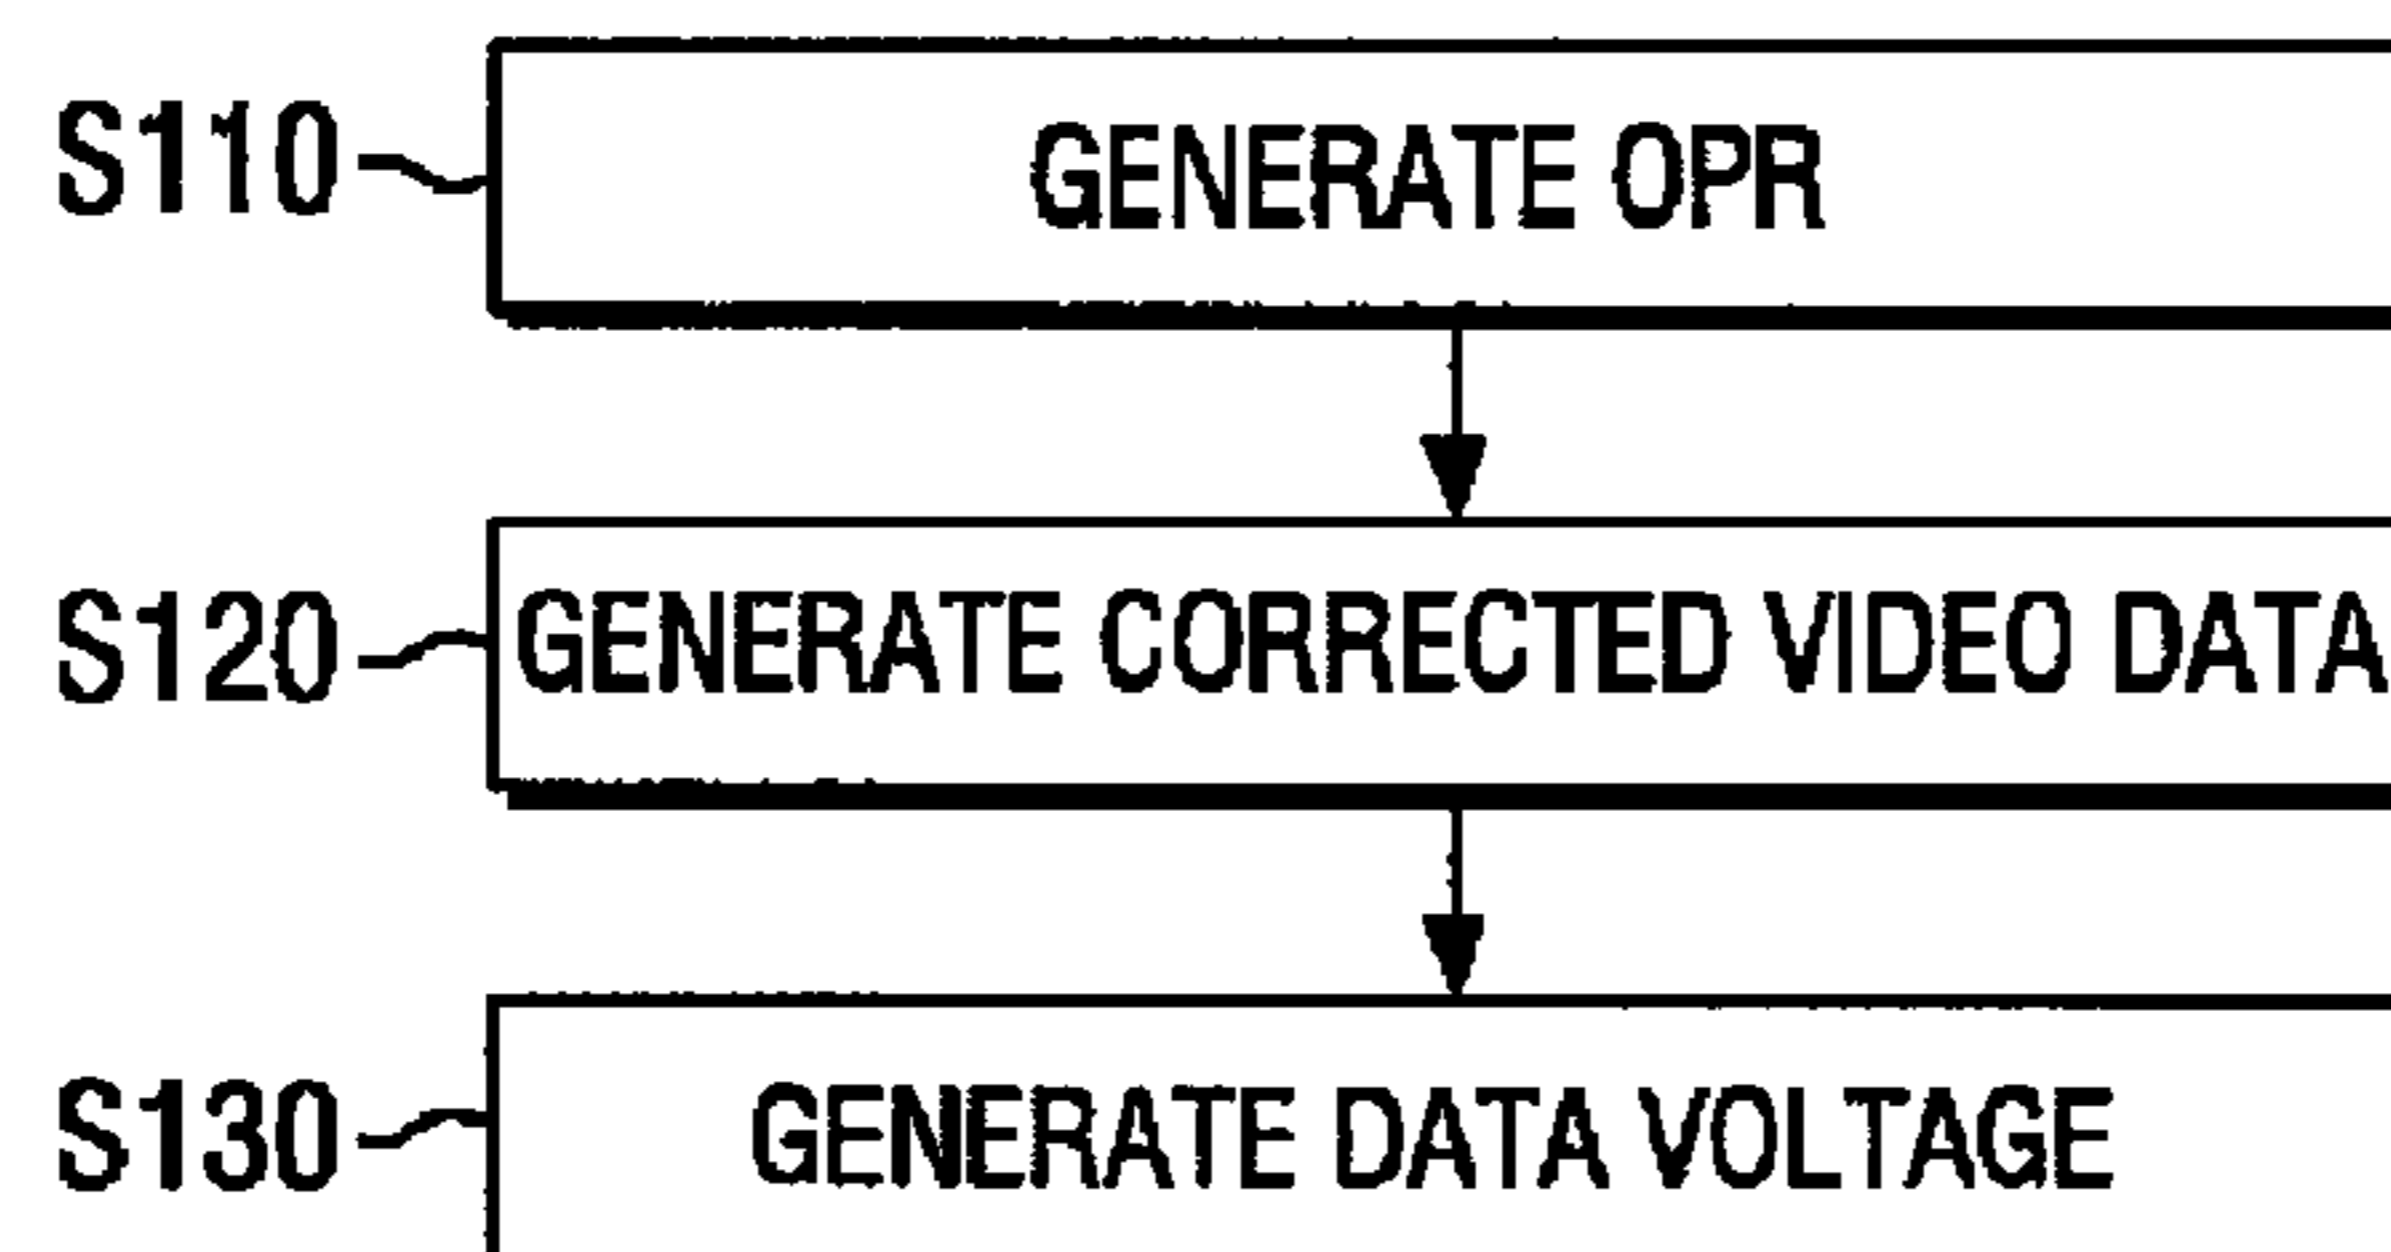 S110 GENERATE OPR
S120 GENERATE CORRECTED VIDEO DATA
S130 GENERATE DATA VOLTAGE